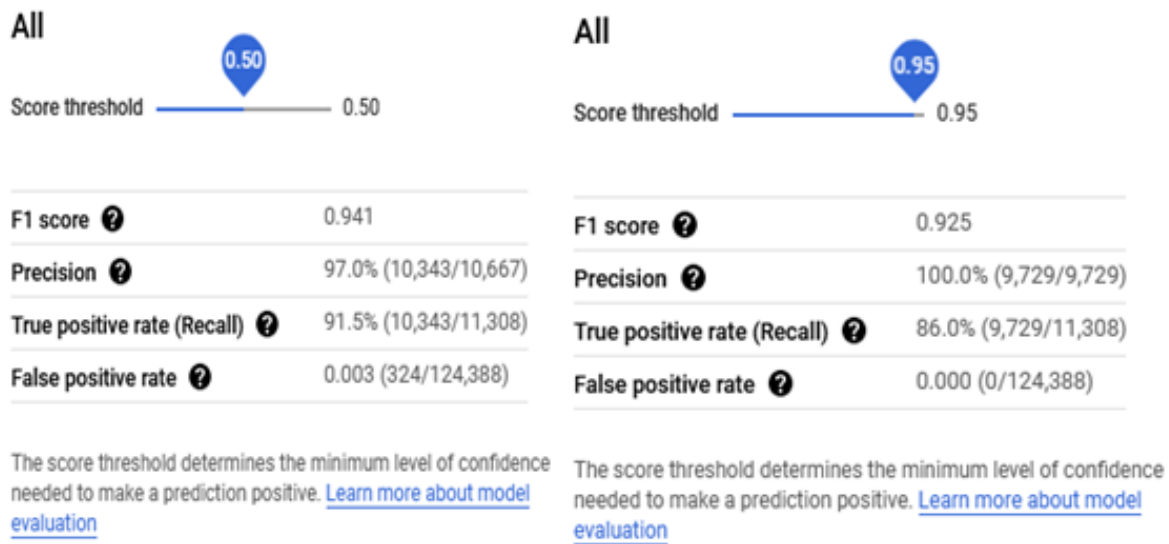 All
0.50
Score threshold 0.50
F1 score ? 0.941
Precision ? 97.0% (10,343/10,667)
True positive rate (Recall) ? 91.5% (10,343/11,308)
False positive rate ? 0.003 (324/124,388)
The score threshold determines the minimum level of confidence
needed to make a prediction positive. Learn more about model
evaluation
All
0.95
Score threshold 0.95
F1 score ? 0.925
Precision ? 100.0% (9,729/9,729)
True positive rate (Recall) ? 86.0% (9,729/11,308)
False positive rate ? 0.000 (0/124,388)
The score threshold determines the minimum level of confidence
needed to make a prediction positive. Learn more about model
evaluation